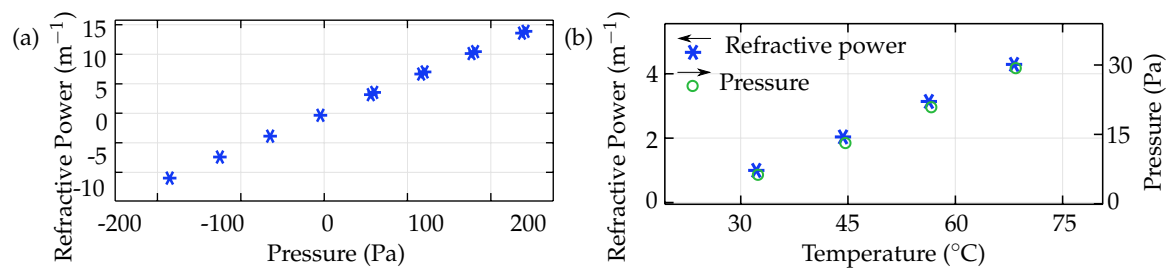 (a)
Refractive Power (m⁻¹)
15
10
5
0
-5
-10
-200 -100 0 100 200
Pressure (Pa)
(b)
Refractive Power (m⁻¹)
4
2
0
Refractive power
Pressure
30
15
0
Pressure (Pa)
30 45 60 75
Temperature (°C)